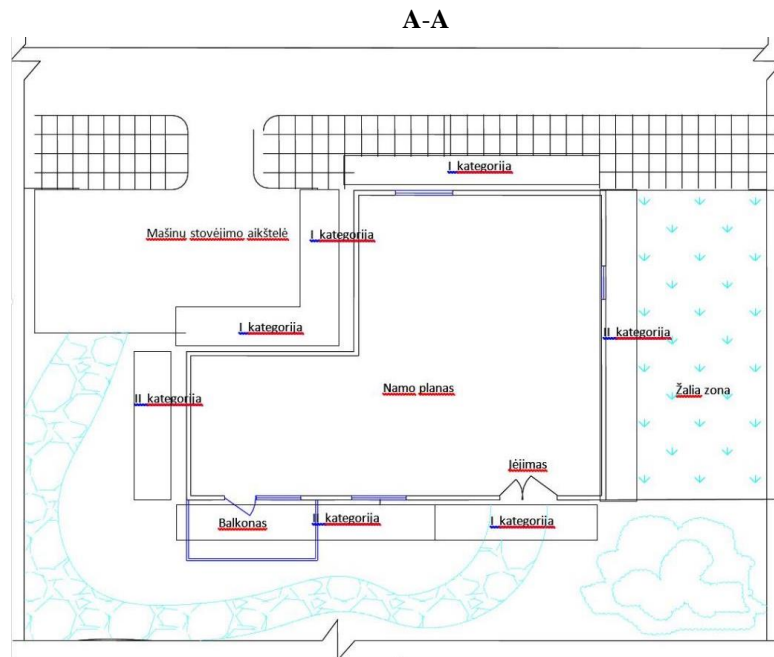 A-A
I kategorija
Mašinų stovėjimo aikštelė
I kategorija
I kategorija
II kategorija
II kategorija
Namo planas
Žalia zona
Įėjimas
Balkonas
II kategorija
I kategorija